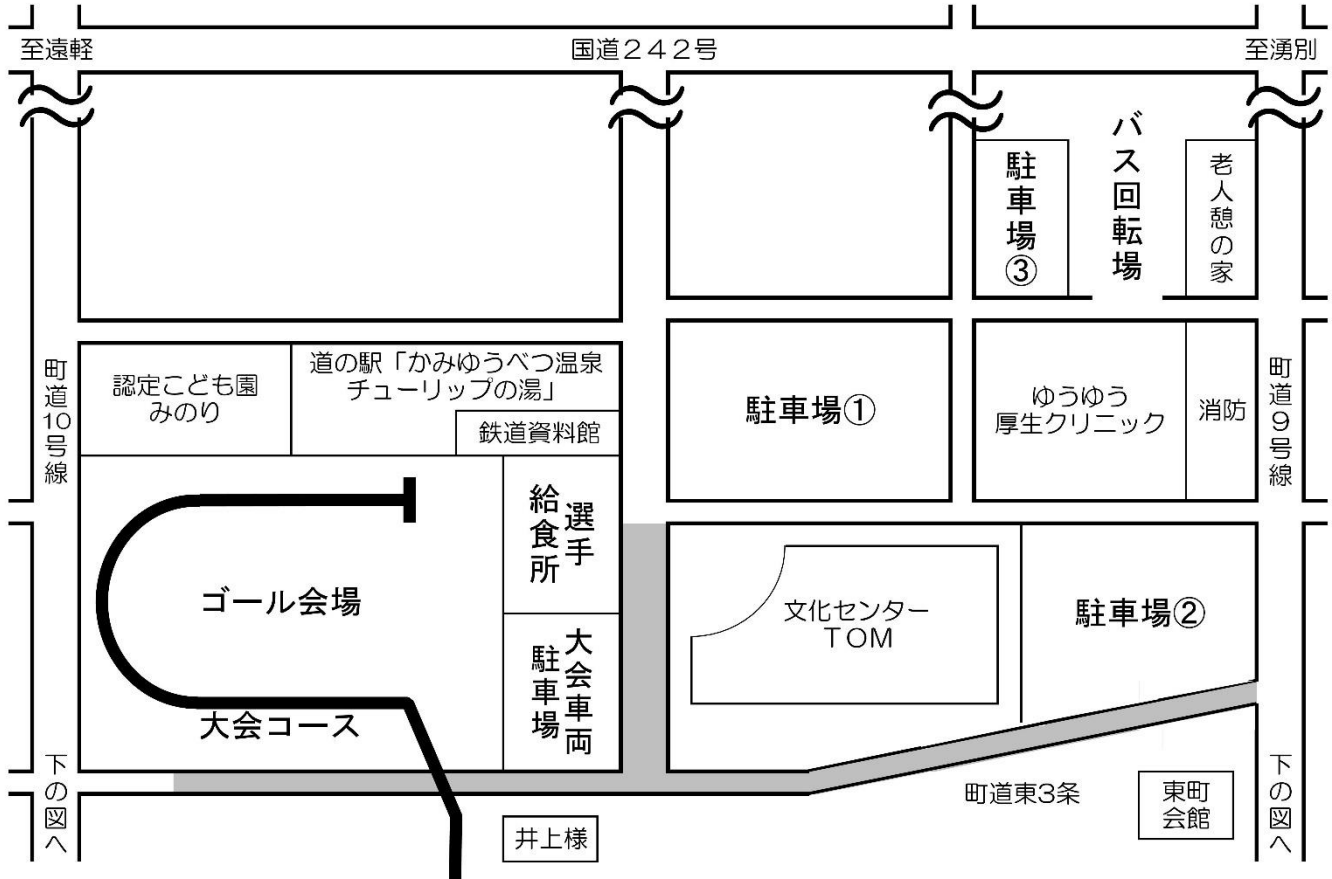 至遠軽
国道242号
至湧別
バス回転場
駐車場③
老人憩の家
町道10号線
認定こども園
みのり
道の駅「かみゆうべつ温泉
チューリップの湯」
鉄道資料館
駐車場①
ゆうゆう
厚生クリニック
消防
町道9号線
選手
給食所
ゴール会場
大会車両
駐車場
大会コース
文化センター
TOM
駐車場②
下の図へ
井上様
町道東3条
東町
会館
下の図へ